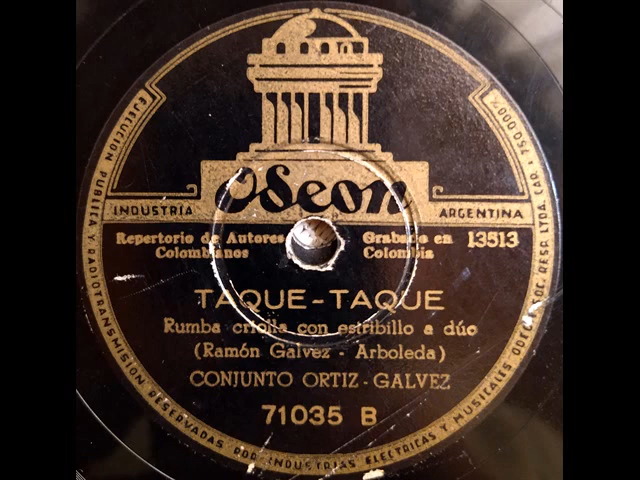 Odeon
INDUSTRIA ARGENTINA
Repertorio de Autores Colombianos
Grabado en Colombia
13513
TAQUE-TAQUE
Rumba criolla con estribillo a dúo
(Ramón Galvez - Arboleda)
CONJUNTO ORTIZ-GALVEZ
71035 B
EJECUCION PUBLICA Y RADIOTRANSMISION RESERVADAS POR INDUSTRIAS ELECTRICAS Y MUSICALES ODEON SOC. RESP. LTDA. CAP. 750.000